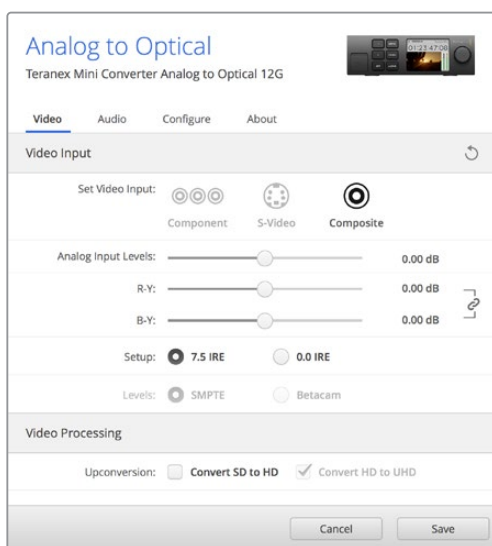 Analog to Optical
Teranex Mini Converter Analog to Optical 12G
01:23:47:08
Video Audio Configure About
Video Input
Set Video Input:
Component S-Video Composite
Analog Input Levels: 0.00 dB
R-Y: 0.00 dB
B-Y: 0.00 dB
Setup: 7.5 IRE 0.0 IRE
Levels: SMPTE Betacam
Video Processing
Upconversion: Convert SD to HD Convert HD to UHD
Cancel Save